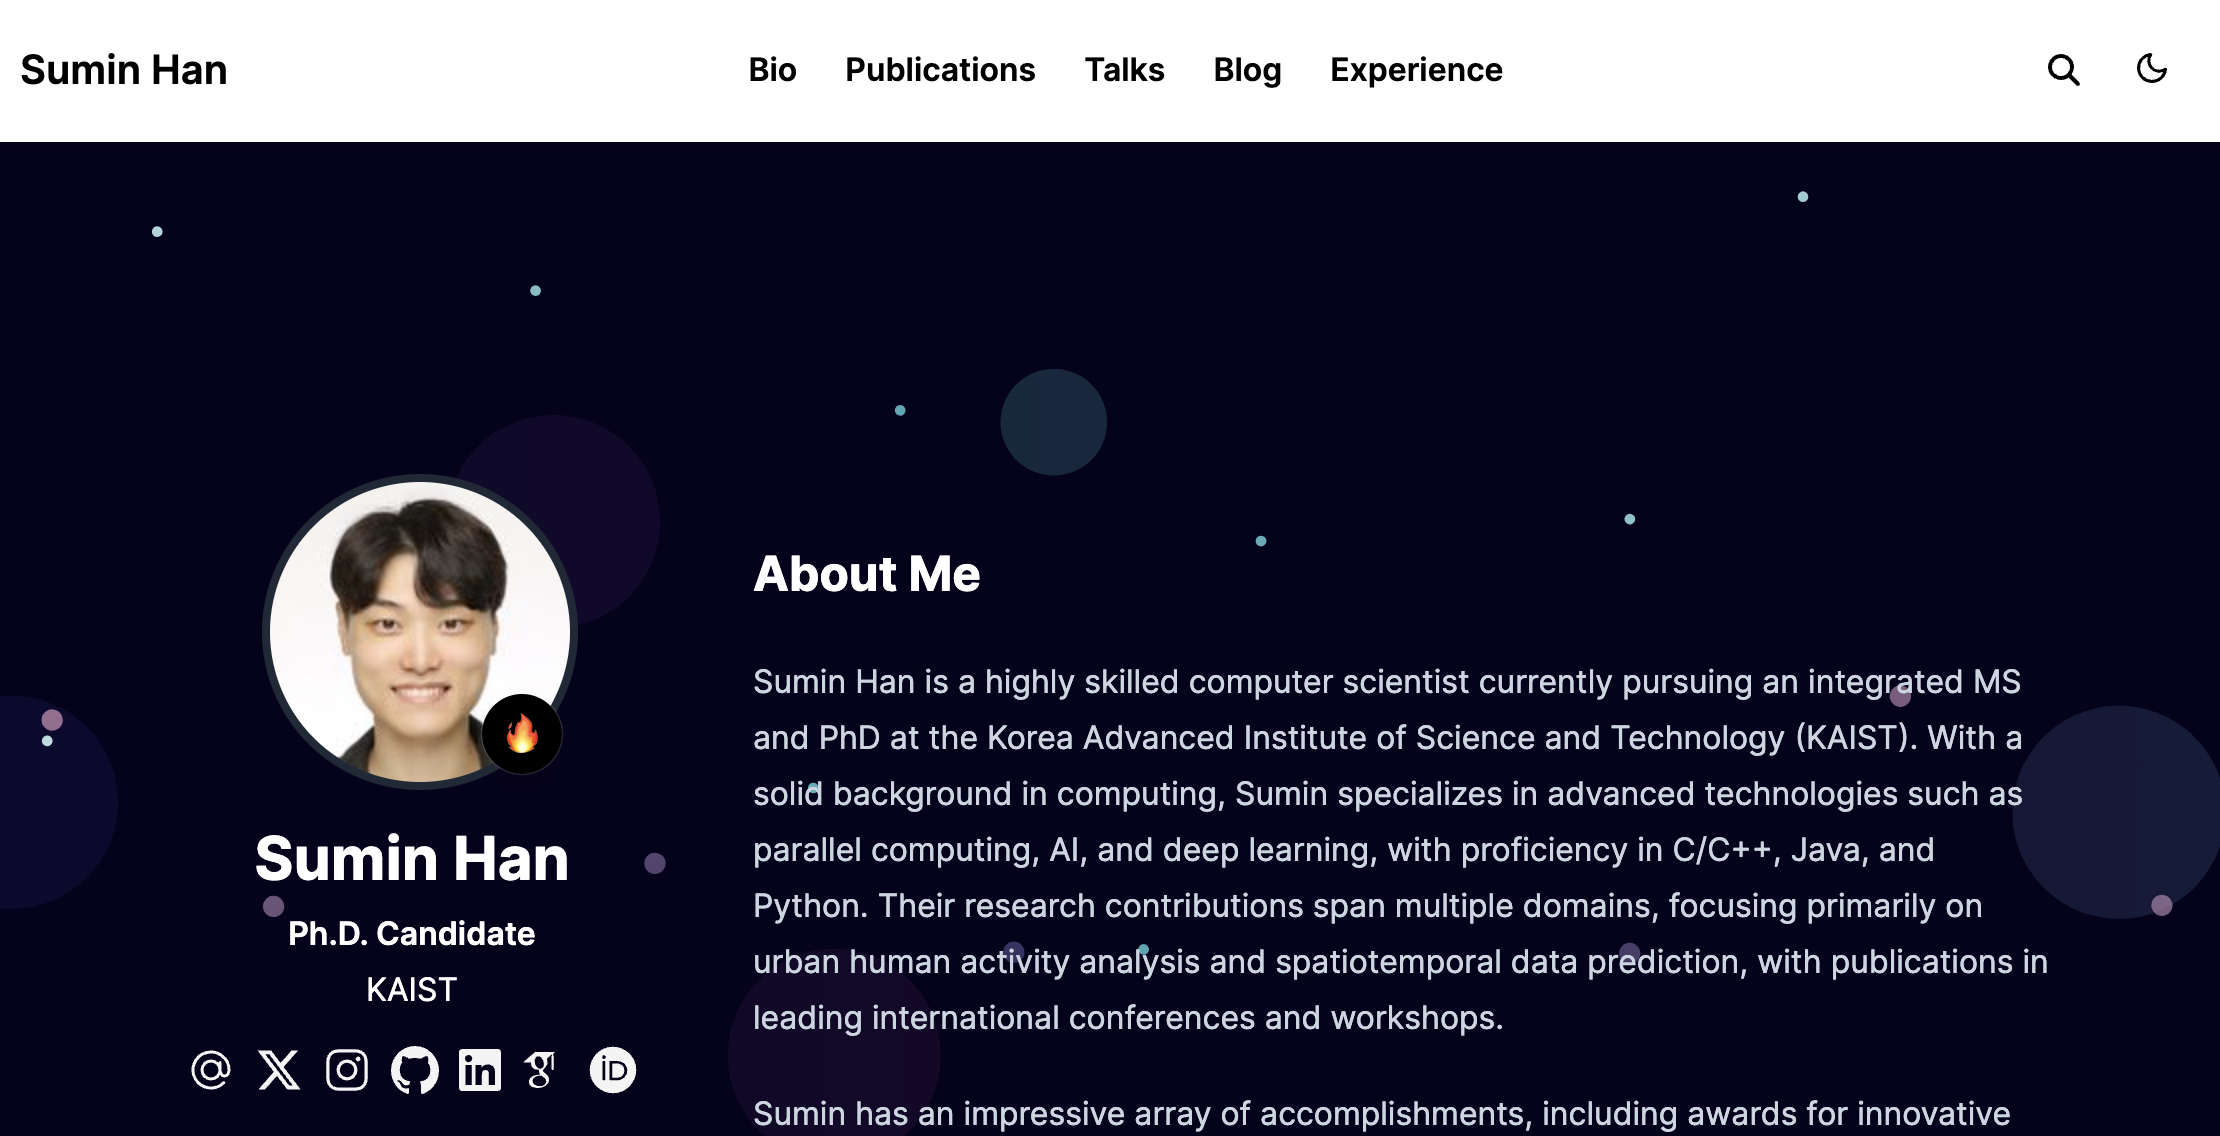 Sumin Han
Bio Publications Talks Blog Experience
Sumin Han
Ph.D. Candidate
KAIST
About Me
Sumin Han is a highly skilled computer scientist currently pursuing an integrated MS
and PhD at the Korea Advanced Institute of Science and Technology (KAIST). With a
solid background in computing, Sumin specializes in advanced technologies such as
parallel computing, AI, and deep learning, with proficiency in C/C++, Java, and
Python. Their research contributions span multiple domains, focusing primarily on
urban human activity analysis and spatiotemporal data prediction, with publications in
leading international conferences and workshops.
Sumin has an impressive array of accomplishments, including awards for innovative